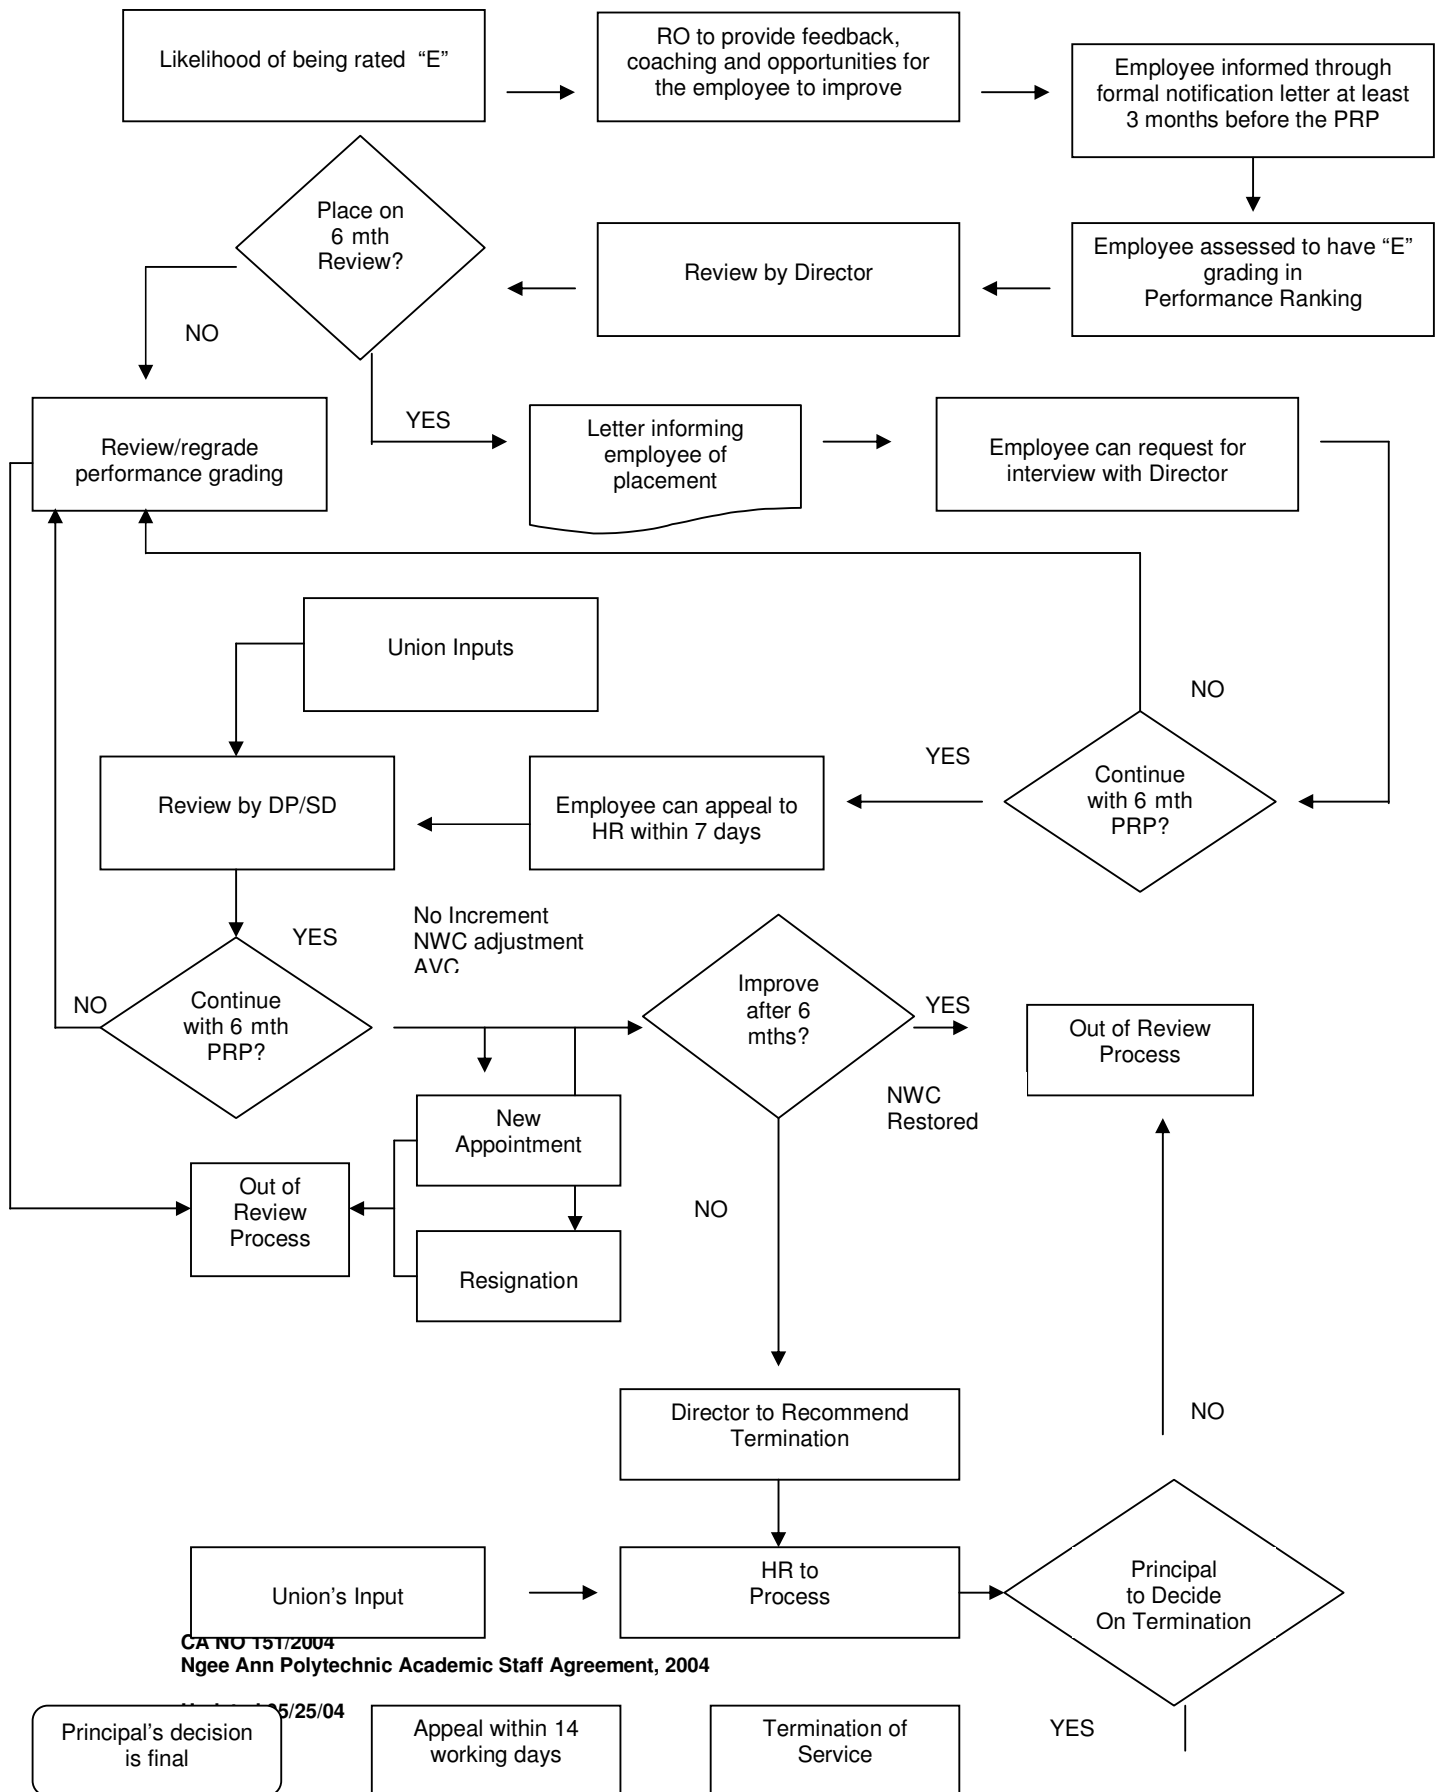 Likelihood of being rated “E”
RO to provide feedback,
coaching and opportunities for
the employee to improve
Employee informed through
formal notification letter at least
3 months before the PRP
Place on
6 mth
Review?
Review by Director
Employee assessed to have “E”
grading in
Performance Ranking
NO
YES
Review/regrade
performance grading
Letter informing
employee of
placement
Employee can request for
interview with Director
Union Inputs
NO
YES
Continue
with 6 mth
PRP?
Review by DP/SD
Employee can appeal to
HR within 7 days
No Increment
NWC adjustment
AVC
YES
NO
Continue
with 6 mth
PRP?
Improve
after 6
mths?
YES
Out of Review
Process
NWC
Restored
New
Appointment
Out of
Review
Process
NO
Resignation
Director to Recommend
Termination
NO
Union’s Input
HR to
Process
Principal
to Decide
On Termination
CA NO 151/2004
Ngee Ann Polytechnic Academic Staff Agreement, 2004
5/25/04
Principal’s decision
is final
Appeal within 14
working days
Termination of
Service
YES